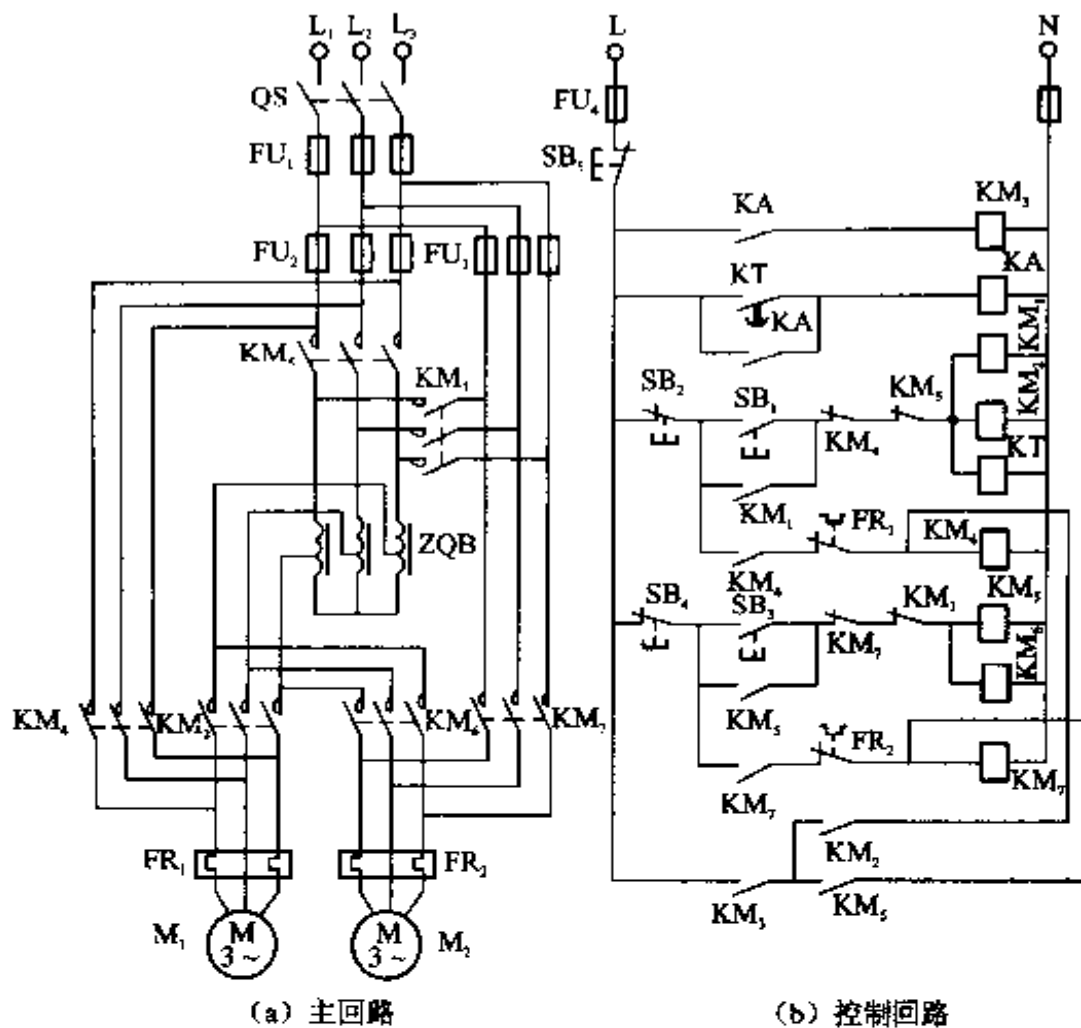 L₁ L₂ L₃
QS
FU₁
FU₂
FU₃
KM₁
ZQB
KM₄
KM₂
KM₆
KM₇
FR₁
FR₂
M₁
M
3~
M
3~
M₂
(a) 主回路
L
N
FU₄
SB₅
KA
KM₃
KT
KA
KA
KM₁
KM₂
SB₂
SB₁
KM₄
KM₅
KT
KM₁
FR₁
KM₄
KM₄
SB₄
SB₃
KM₇
KM₁
KM₅
KM₆
KM₅
FR₂
KM₇
KM₇
KM₂
KM₃
KM₅
(b) 控制回路